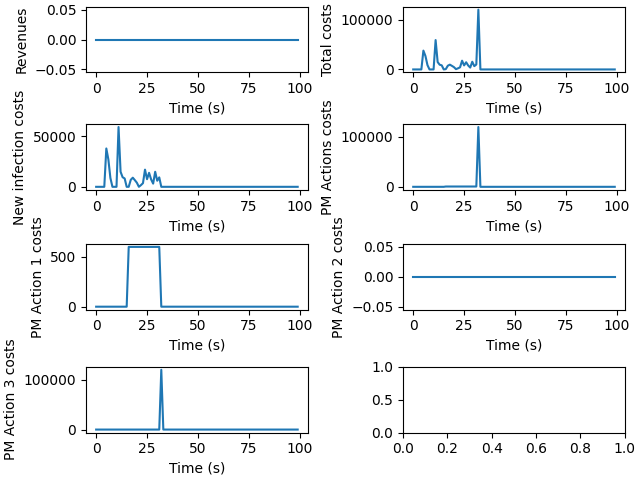 Revenues
0.05
0.00
−0.05
0 25 50 75 100
Time (s)
Total costs
100000
0
0 25 50 75 100
Time (s)
New infection costs
50000
0
0 25 50 75 100
Time (s)
PM Actions costs
100000
0
0 25 50 75 100
Time (s)
PM Action 1 costs
500
0
0 25 50 75 100
Time (s)
PM Action 2 costs
0.05
0.00
−0.05
0 25 50 75 100
Time (s)
PM Action 3 costs
100000
0
0 25 50 75 100
Time (s)
1.0
0.5
0.0
0.0 0.2 0.4 0.6 0.8 1.0